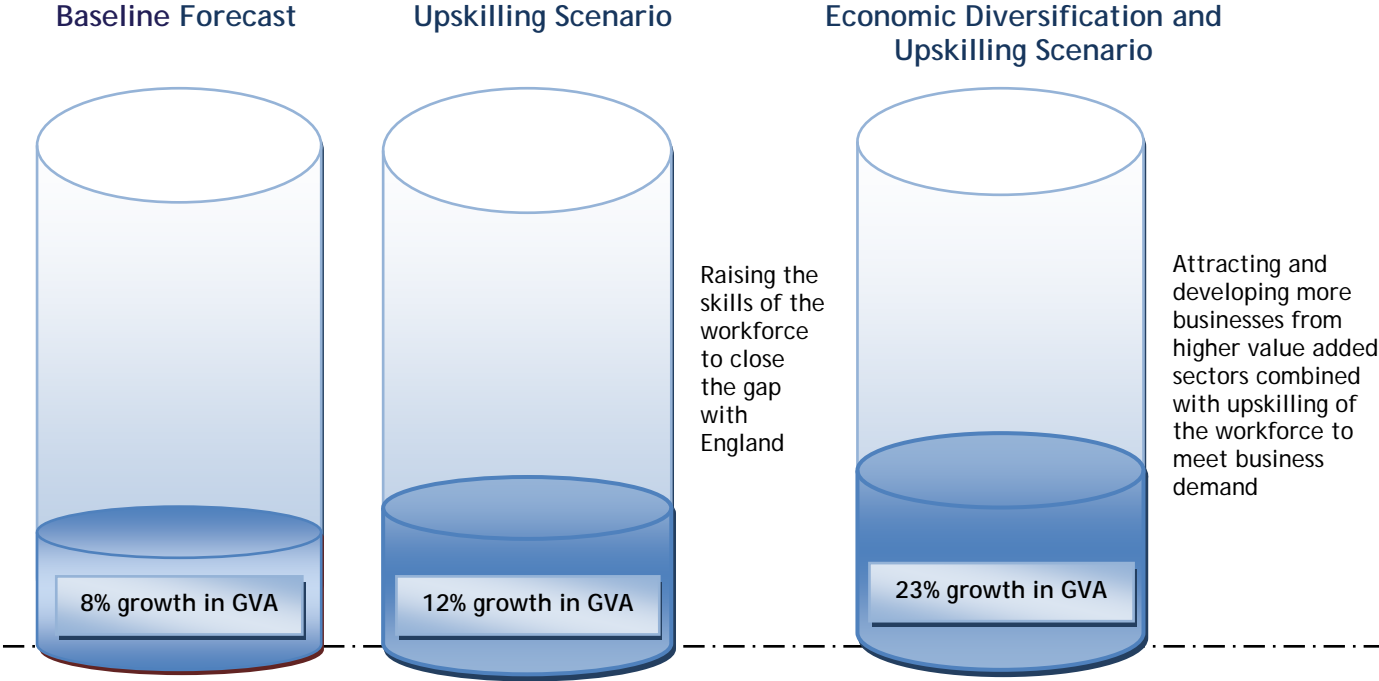 Baseline Forecast
Upskilling Scenario
Economic Diversification and
Upskilling Scenario
Raising the
skills of the
workforce
to close
the gap
with
England
Attracting and
developing more
businesses from
higher value added
sectors combined
with upskilling of
the workforce to
meet business
demand
8% growth in GVA
12% growth in GVA
23% growth in GVA